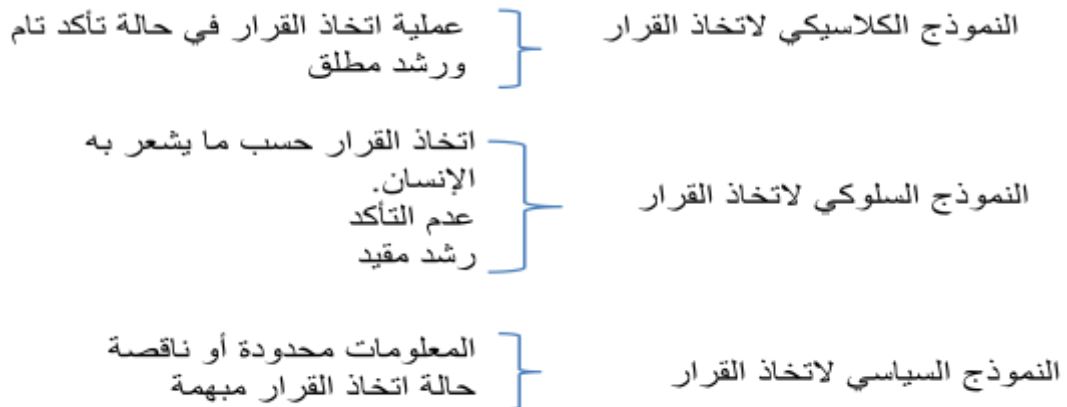 النموذج الكلاسيكي لاتخاذ القرار
عملية اتخاذ القرار في حالة تأكد تام
ورشد مطلق
النموذج السلوكي لاتخاذ القرار
اتخاذ القرار حسب ما يشعر به
الإنسان.
عدم التأكد
رشد مقيد
النموذج السياسي لاتخاذ القرار
المعلومات محدودة أو ناقصة
حالة اتخاذ القرار مبهمة